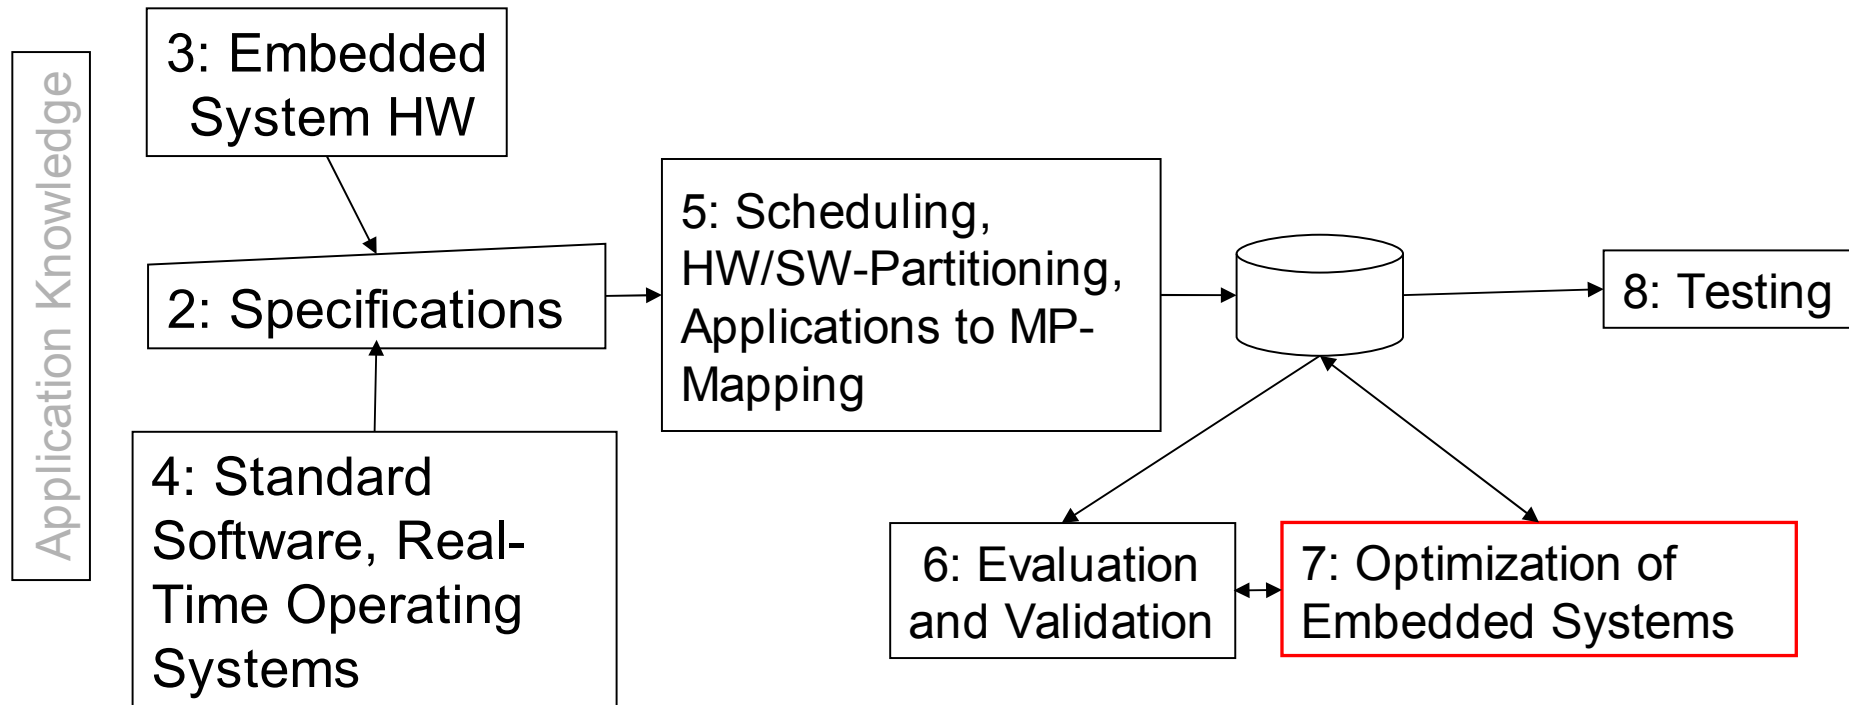 Application Knowledge
3: Embedded
System HW
2: Specifications
4: Standard
Software, Real-
Time Operating
Systems
5: Scheduling,
HW/SW-Partitioning,
Applications to MP-
Mapping
8: Testing
6: Evaluation
and Validation
7: Optimization of
Embedded Systems